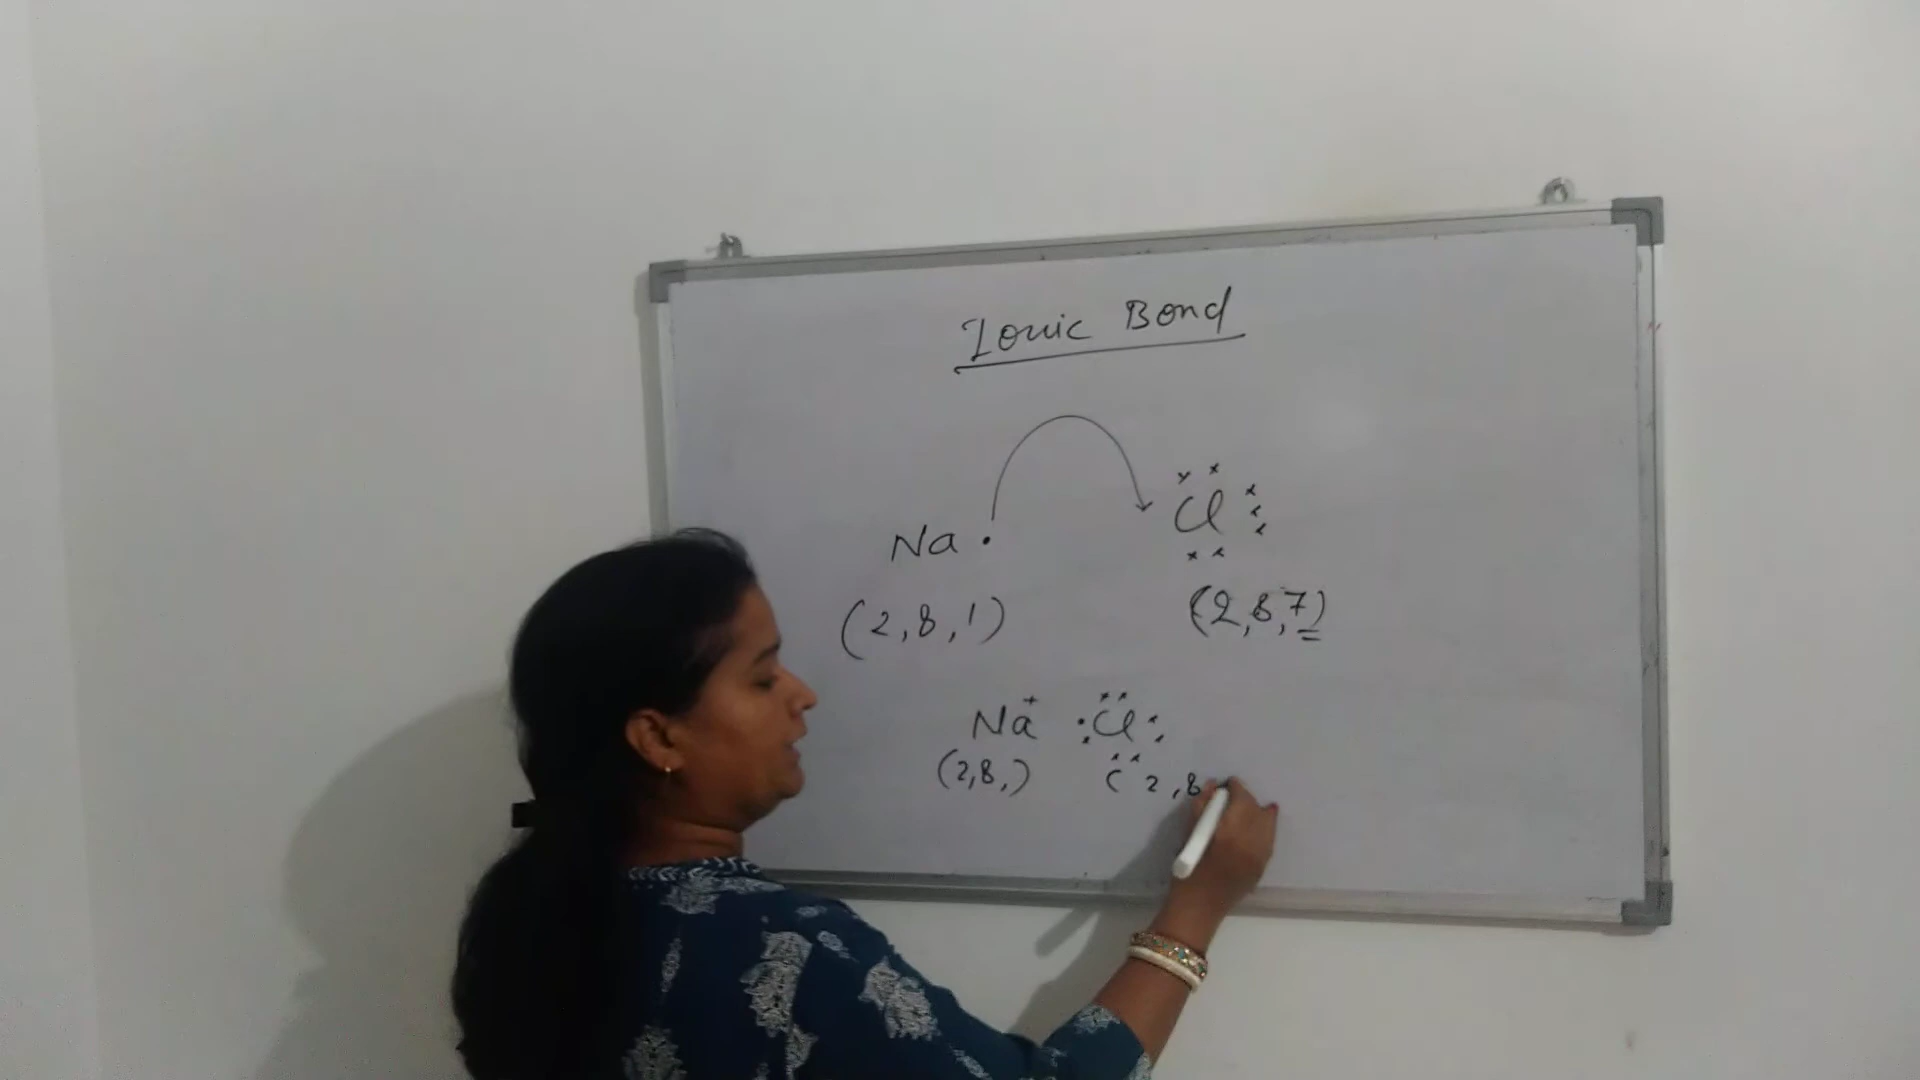 Ionic Bond
Na · Cl
(2,8,1) (2,8,7)
Na+ Cl
(2,8,) (2,8